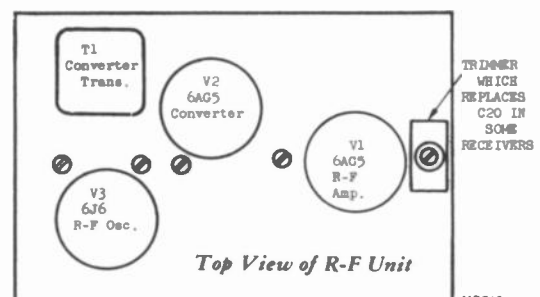 T1
Converter
Trans.
V2
6AG5
Converter
TRIMMER
WHICH
REPLACES
C20 IN
SOME
RECEIVERS
V1
6AG5
R-F
Amp.
V3
6J6
R-F Osc.
Top View of R-F Unit